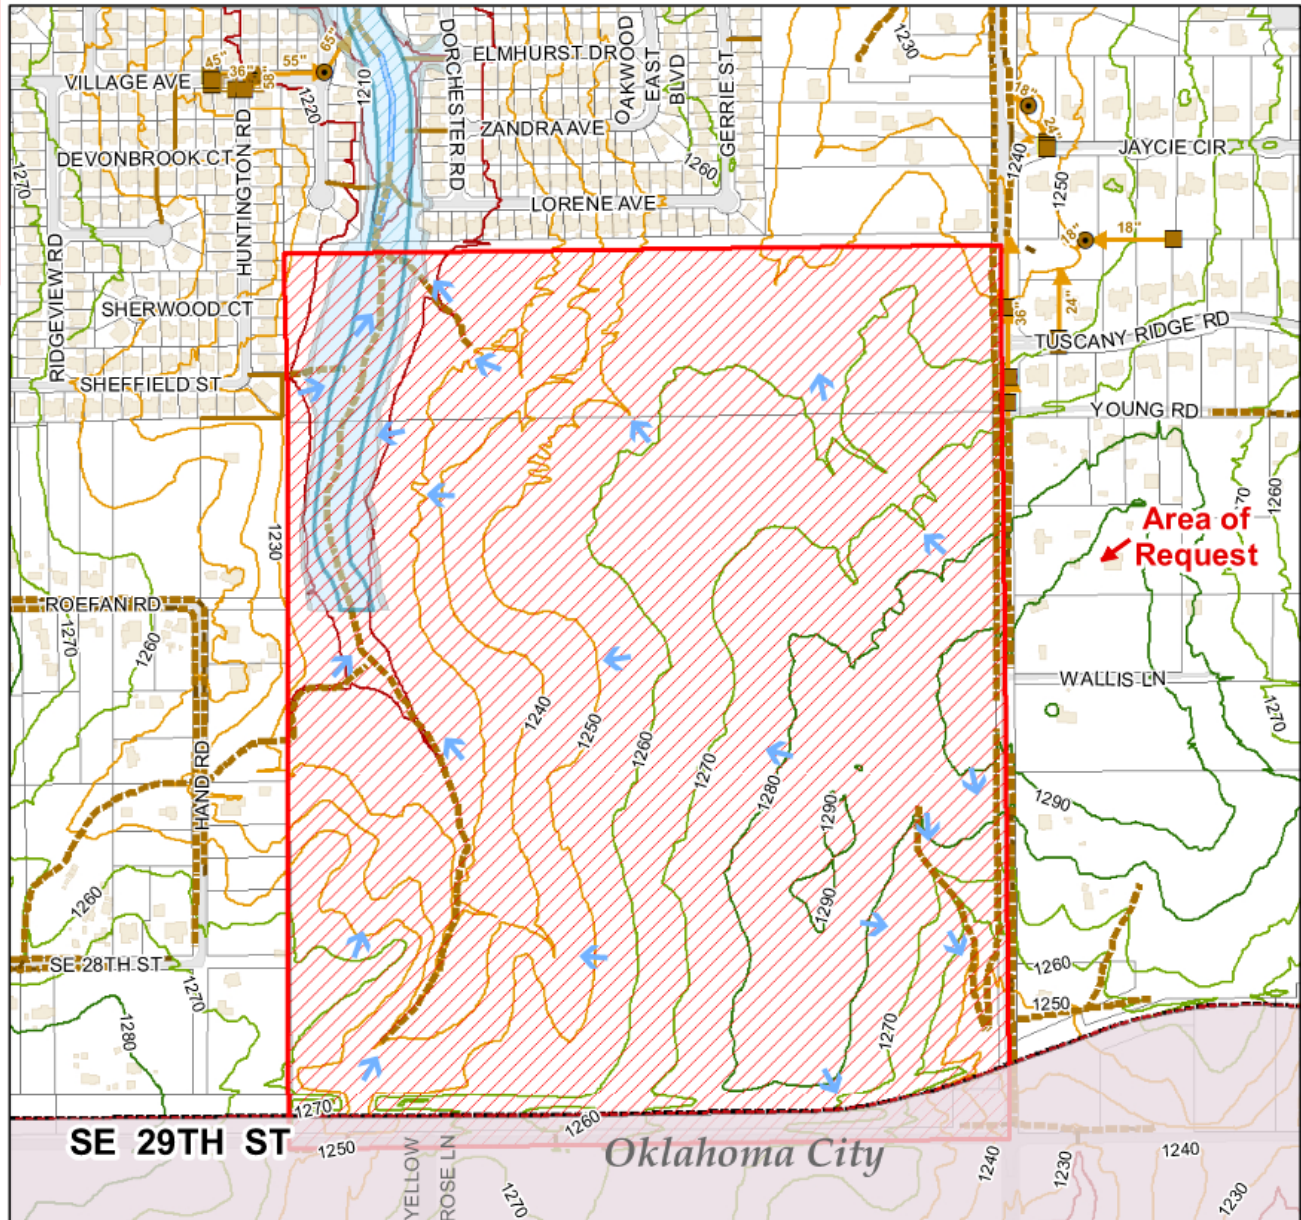 ELMHURST DR
DORCHESTER RD
OAKWOOD
EAST
BLVD
GERRIE ST
1230
VILLAGE AVE
45"
36"
58"
55"
65"
1210
1220
18"
24"
ZANDRA AVE
JAYCIE CIR
DEVONBROOK CT
HUNTINGTON RD
1260
1240
1250
1270
LORENE AVE
18"
18"
RIDGEVIEW RD
SHERWOOD CT
36"
24"
TUSCANY RIDGE RD
SHEFFIELD ST
YOUNG RD
1260
Area of
Request
1230
ROEFAN RD
1270
1260
WALLIS LN
1270
1240
1250
1260
1270
1280
1290
1290
HAND RD
1260
1290
SE 28TH ST
1270
1260
1250
1280
1270
1270
1260
SE 29TH ST
1250
YELLOW
ROSE LN
Oklahoma City
1240
1230
1240
1270
1230